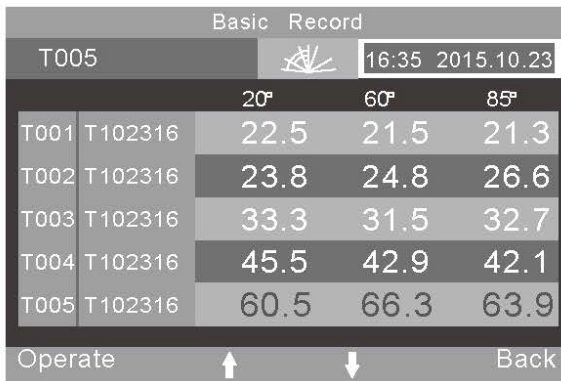 Basic Record
T005 16:35 2015.10.23
20° 60° 85°
T001 T102316 22.5 21.5 21.3
T002 T102316 23.8 24.8 26.6
T003 T102316 33.3 31.5 32.7
T004 T102316 45.5 42.9 42.1
T005 T102316 60.5 66.3 63.9
Operate Back